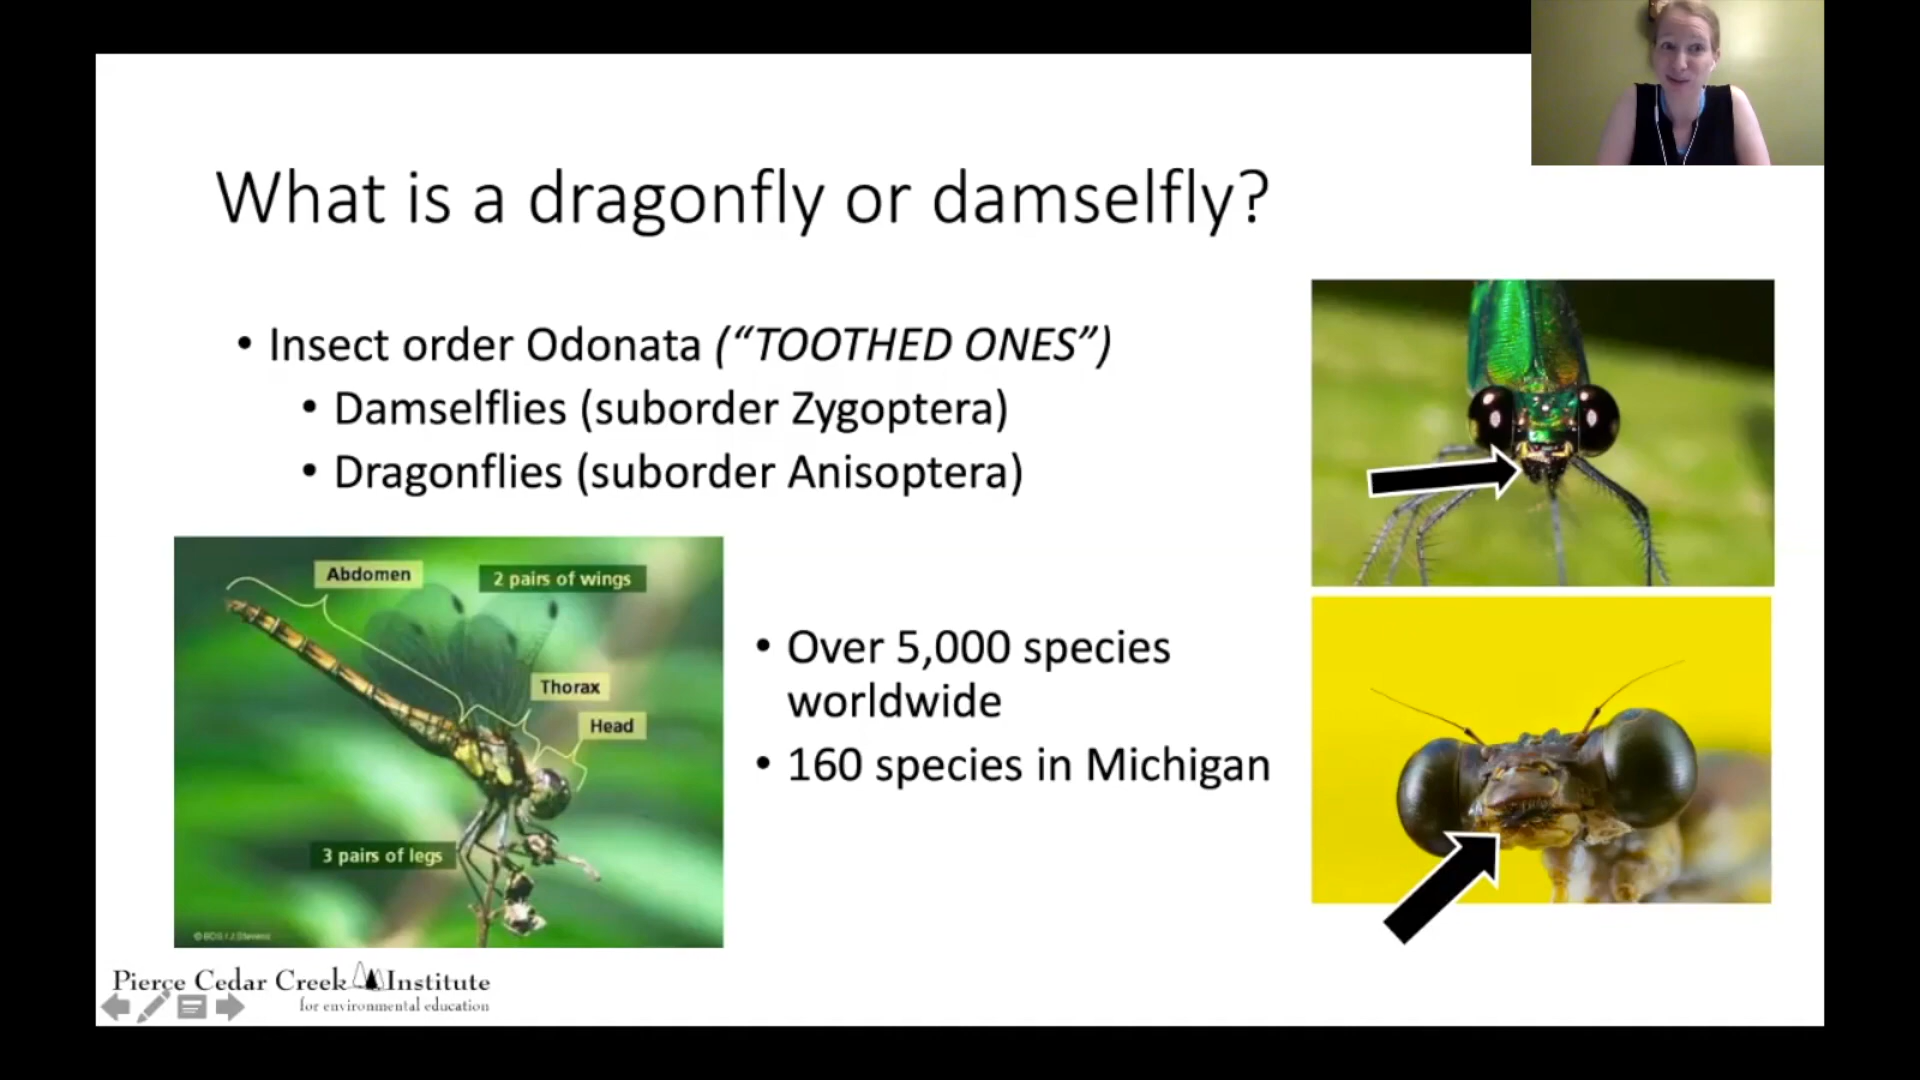 What is a dragonfly or damselfly?
• Insect order Odonata (“TOOTHED ONES”)
• Damselflies (suborder Zygoptera)
• Dragonflies (suborder Anisoptera)
Abdomen
2 pairs of wings
Thorax
Head
3 pairs of legs
• Over 5,000 species
worldwide
• 160 species in Michigan
Pierce Cedar Creek Institute
for environmental education